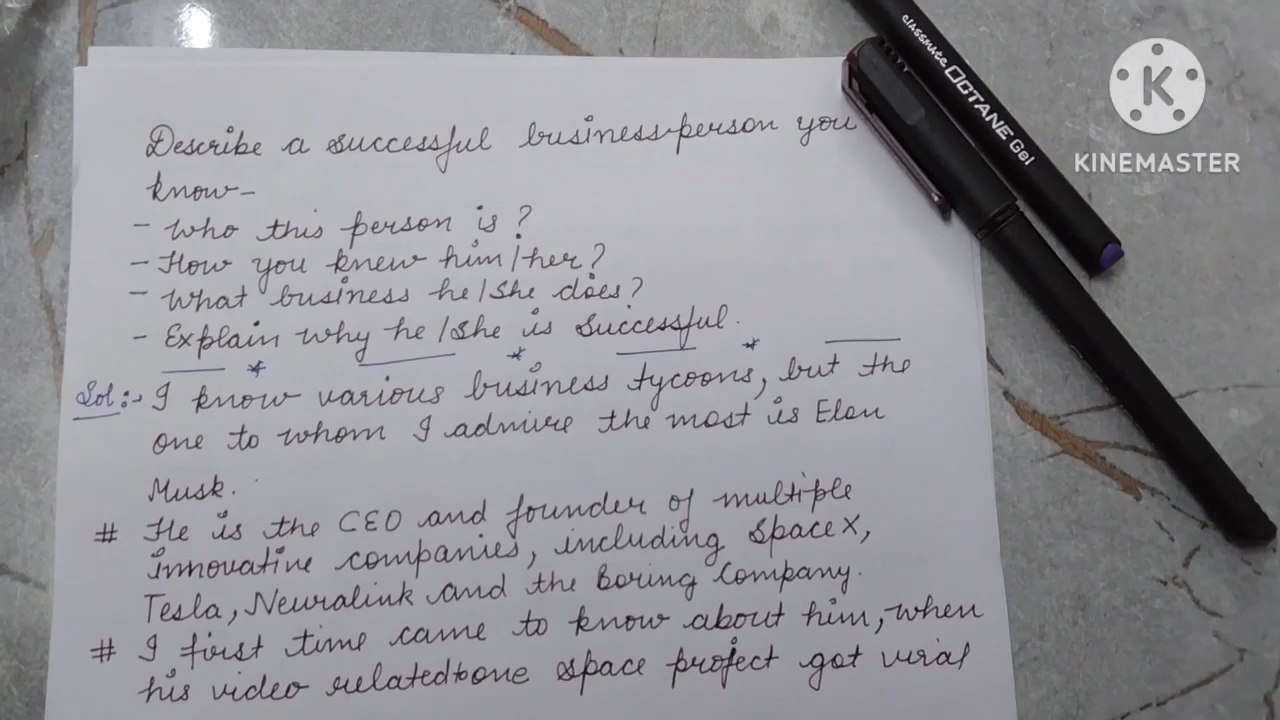 Describe a successful business person you
know-
- Who this person is?
- How you knew him/her?
- What business he/she does?
- Explain why he/she is successful.
* * *
Sol:- I know various business tycoons, but the
one to whom I admire the most is Elon
Musk.
# He is the CEO and founder of multiple
innovative companies, including SpaceX,
Tesla, Neuralink and the Boring Company.
# I first time came to know about him, when
his video related to one space project got viral
classmate OCTANE Gel
K
KINEMASTER